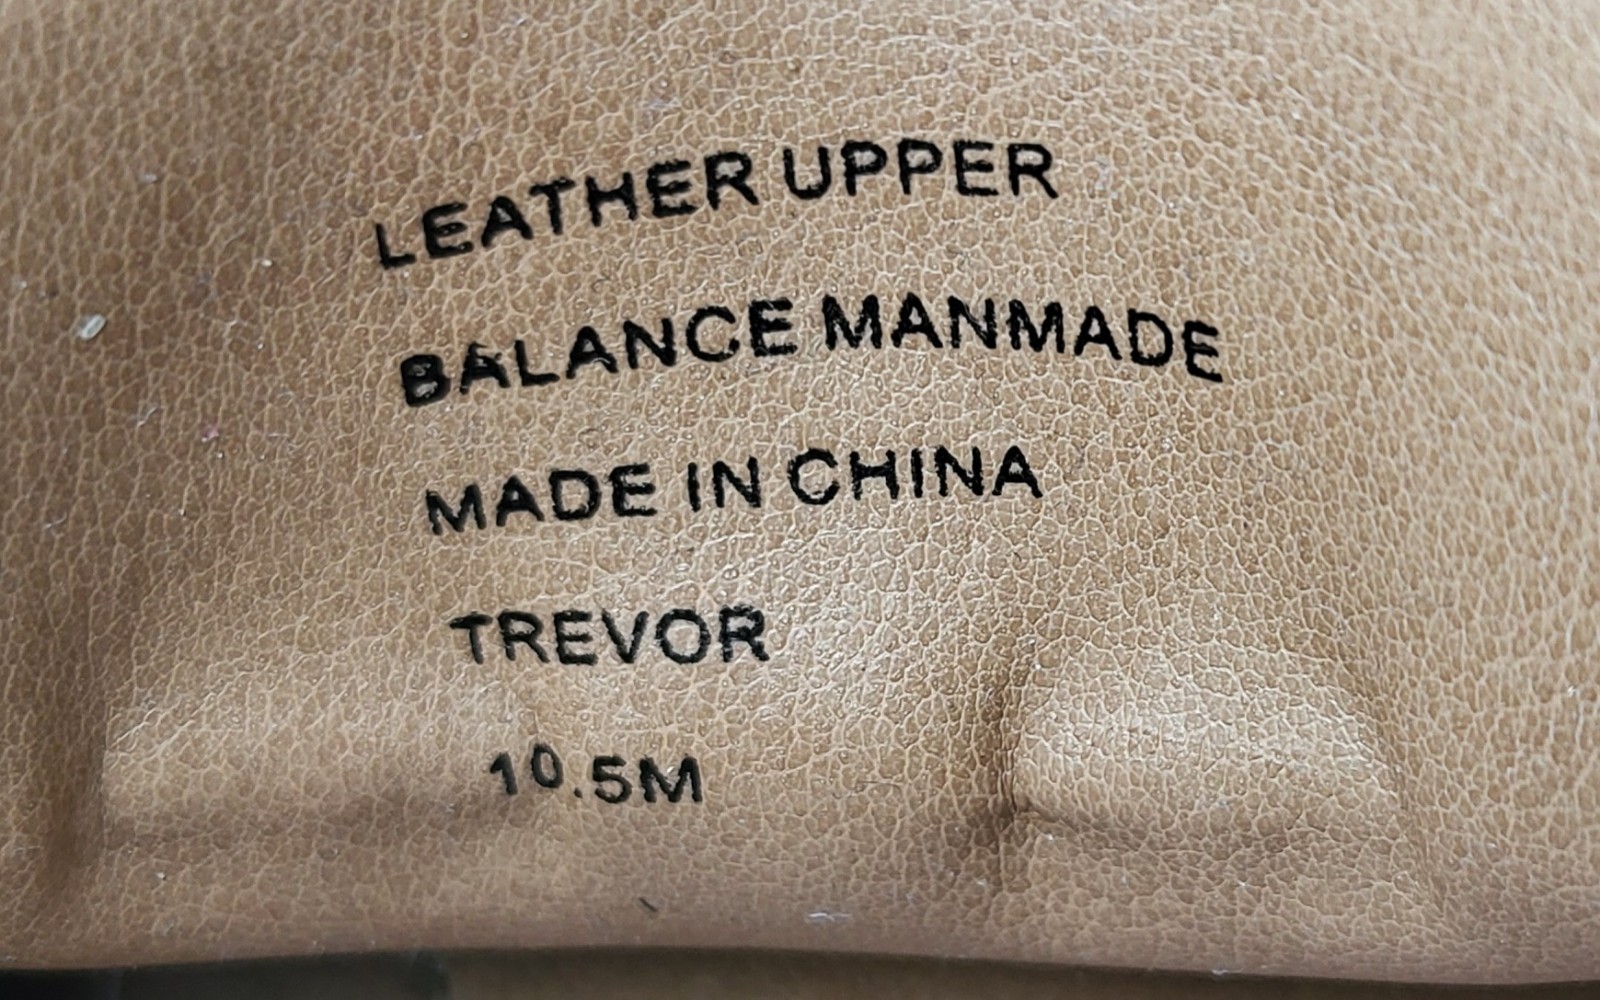 LEATHER UPPER
BALANCE MANMADE
MADE IN CHINA
TREVOR
10.5M